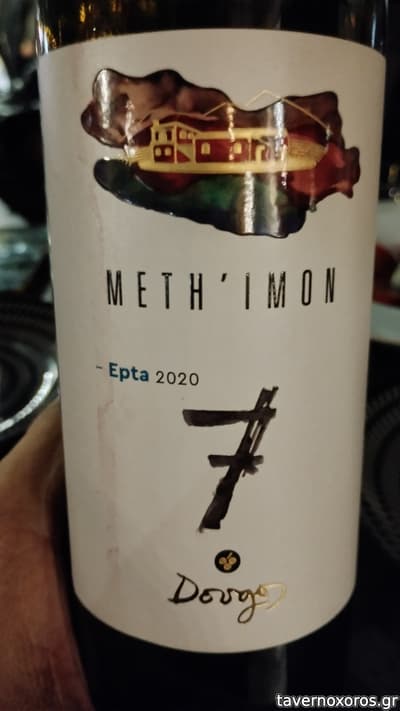 METH'IMON
- Epta 2020
7
Dougos
tavernoxoros.gr